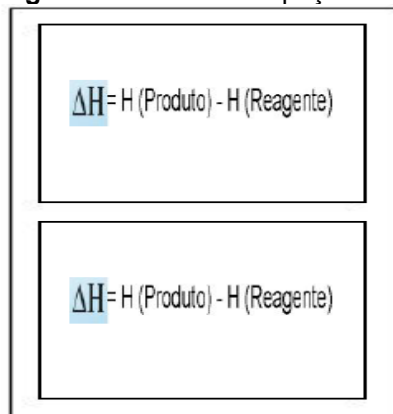 ΔH= H (Produto) - H (Reagente)
ΔH= H (Produto) - H (Reagente)